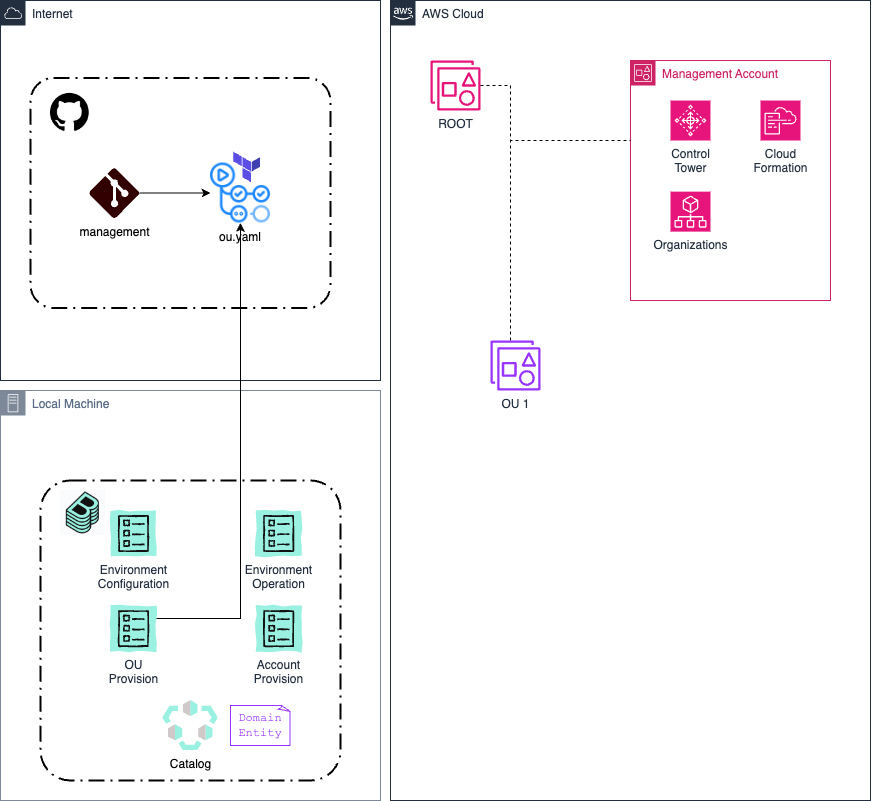 Internet
management
ou.yaml
aws
AWS Cloud
ROOT
Management Account
Control
Tower
Cloud
Formation
Organizations
OU 1
Local Machine
Environment
Configuration
Environment
Operation
OU
Provision
Account
Provision
Catalog
Domain
Entity